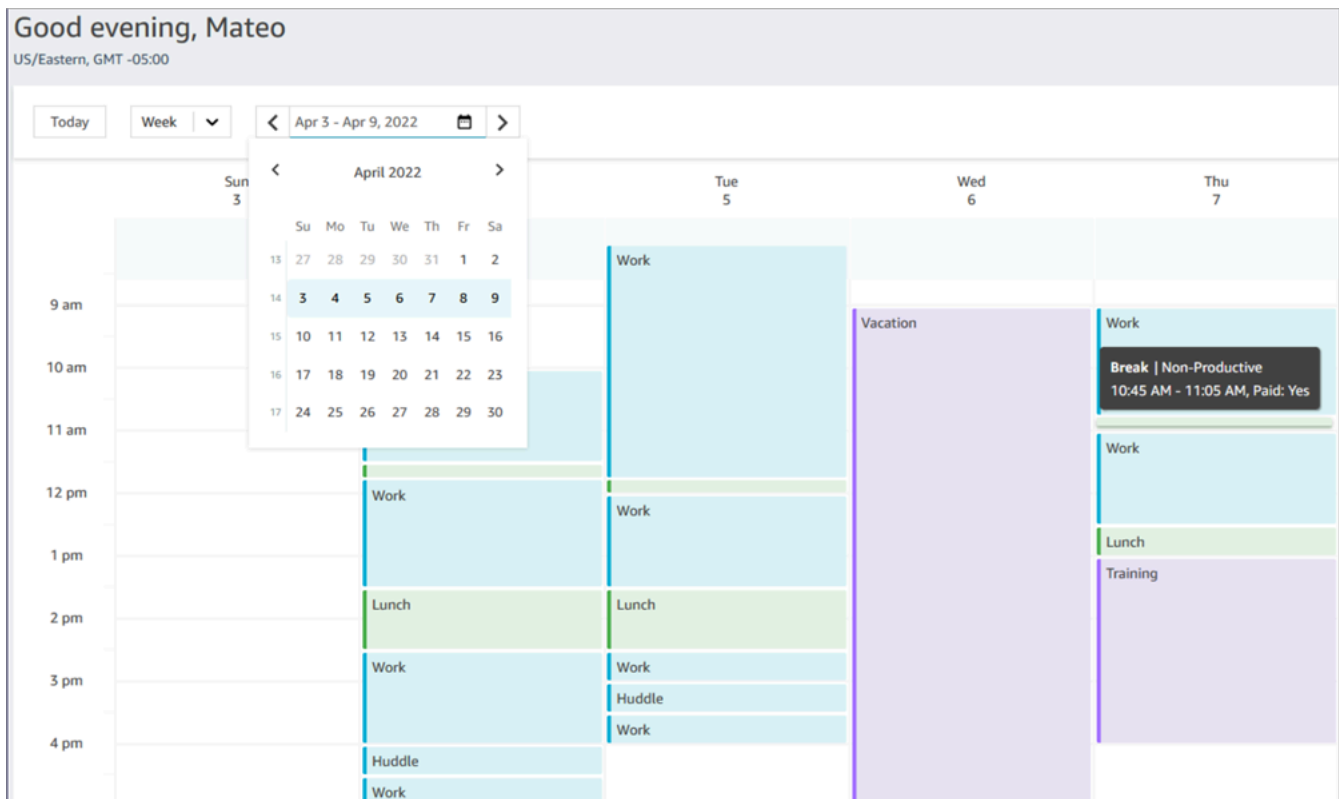 Good evening, Mateo
US/Eastern, GMT -05:00
Today Week Apr 3 - Apr 9, 2022
April 2022
Su Mo Tu We Th Fr Sa
13 27 28 29 30 31 1 2
14 3 4 5 6 7 8 9
15 10 11 12 13 14 15 16
16 17 18 19 20 21 22 23
17 24 25 26 27 28 29 30
Sun Tue Wed Thu
3 5 6 7
Work
9 am
Vacation Work
10 am
Break | Non-Productive
10:45 AM - 11:05 AM, Paid: Yes
11 am
Work
12 pm
Work
Work
Lunch
1 pm
Training
Lunch Lunch
2 pm
Work Work
3 pm
Huddle
Work
4 pm
Huddle
Work